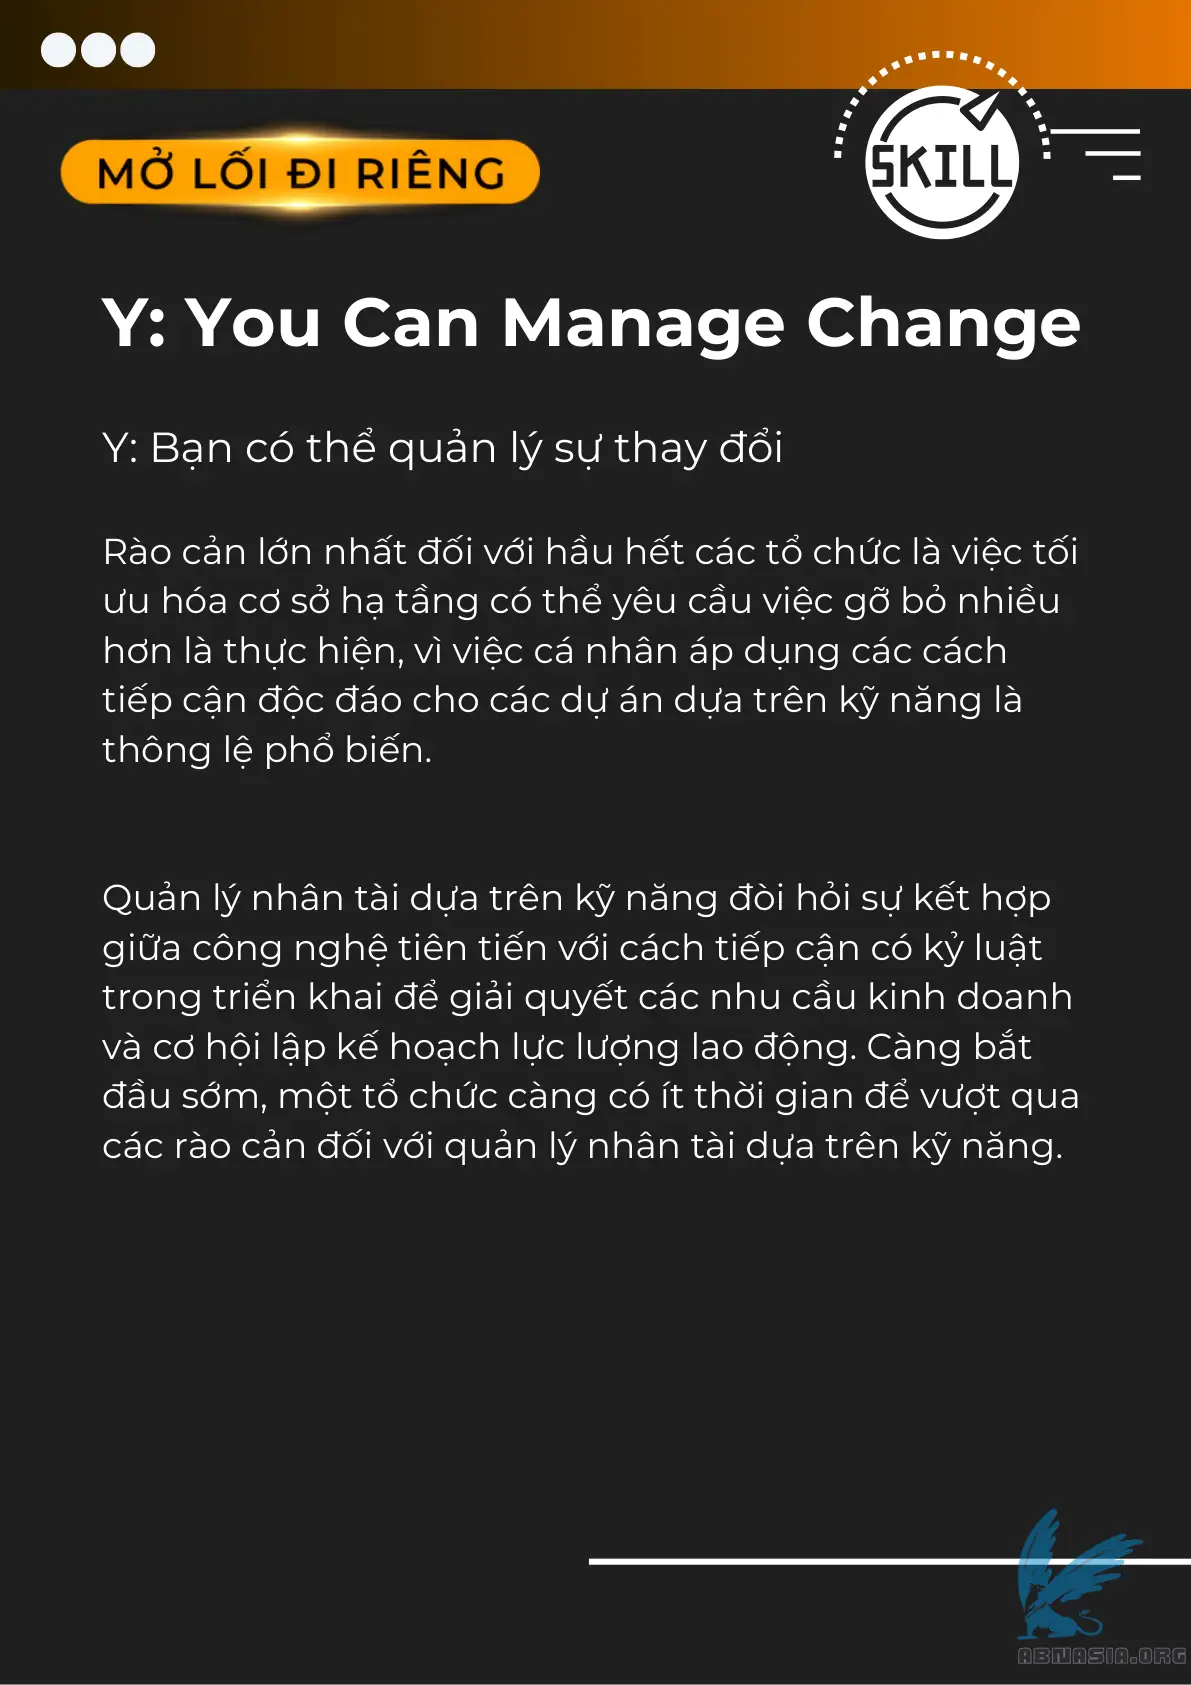 MỞ LỐI ĐI RIÊNG
SKILL
Y: You Can Manage Change
Y: Bạn có thể quản lý sự thay đổi
Rào cản lớn nhất đối với hầu hết các tổ chức là việc tối
ưu hóa cơ sở hạ tầng có thể yêu cầu việc gỡ bỏ nhiều
hơn là thực hiện, vì việc cá nhân áp dụng các cách
tiếp cận độc đáo cho các dự án dựa trên kỹ năng là
thông lệ phổ biến.
Quản lý nhân tài dựa trên kỹ năng đòi hỏi sự kết hợp
giữa công nghệ tiên tiến với cách tiếp cận có kỷ luật
trong triển khai để giải quyết các nhu cầu kinh doanh
và cơ hội lập kế hoạch lực lượng lao động. Càng bắt
đầu sớm, một tổ chức càng có ít thời gian để vượt qua
các rào cản đối với quản lý nhân tài dựa trên kỹ năng.
ABNASIA.ORG